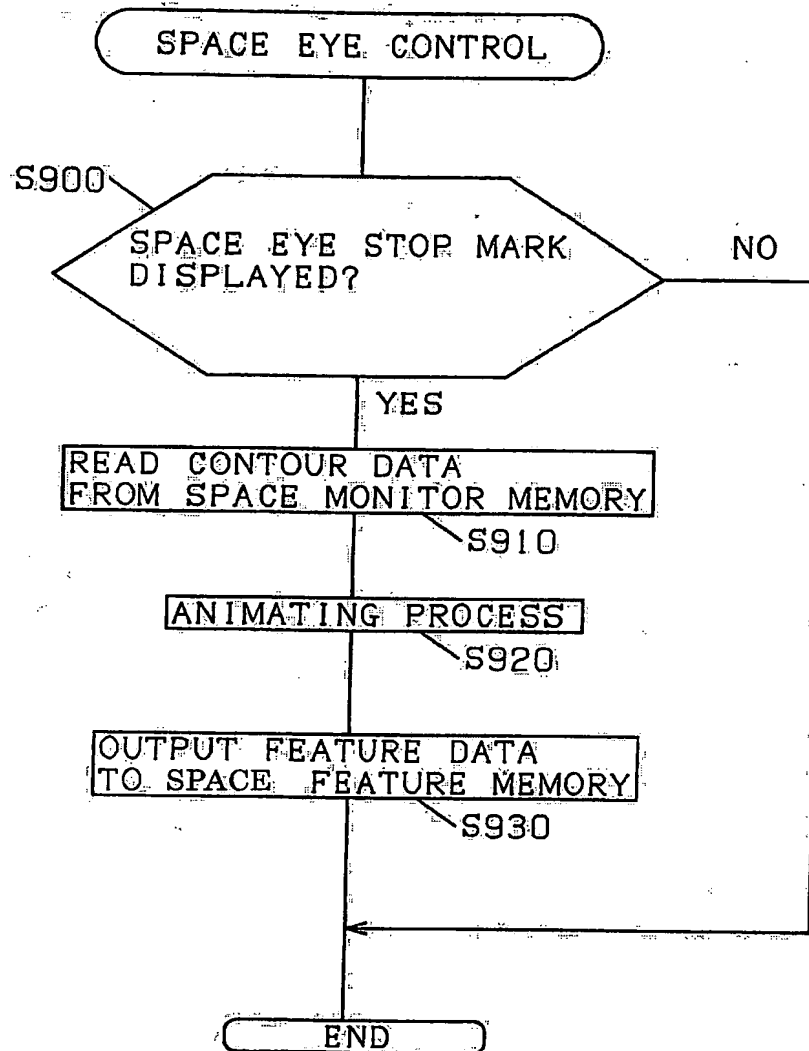 SPACE EYE CONTROL
S900
SPACE EYE STOP MARK
DISPLAYED?
NO
YES
READ CONTOUR DATA
FROM SPACE MONITOR MEMORY
S910
ANIMATING PROCESS
S920
OUTPUT FEATURE DATA
TO SPACE FEATURE MEMORY
S930
END